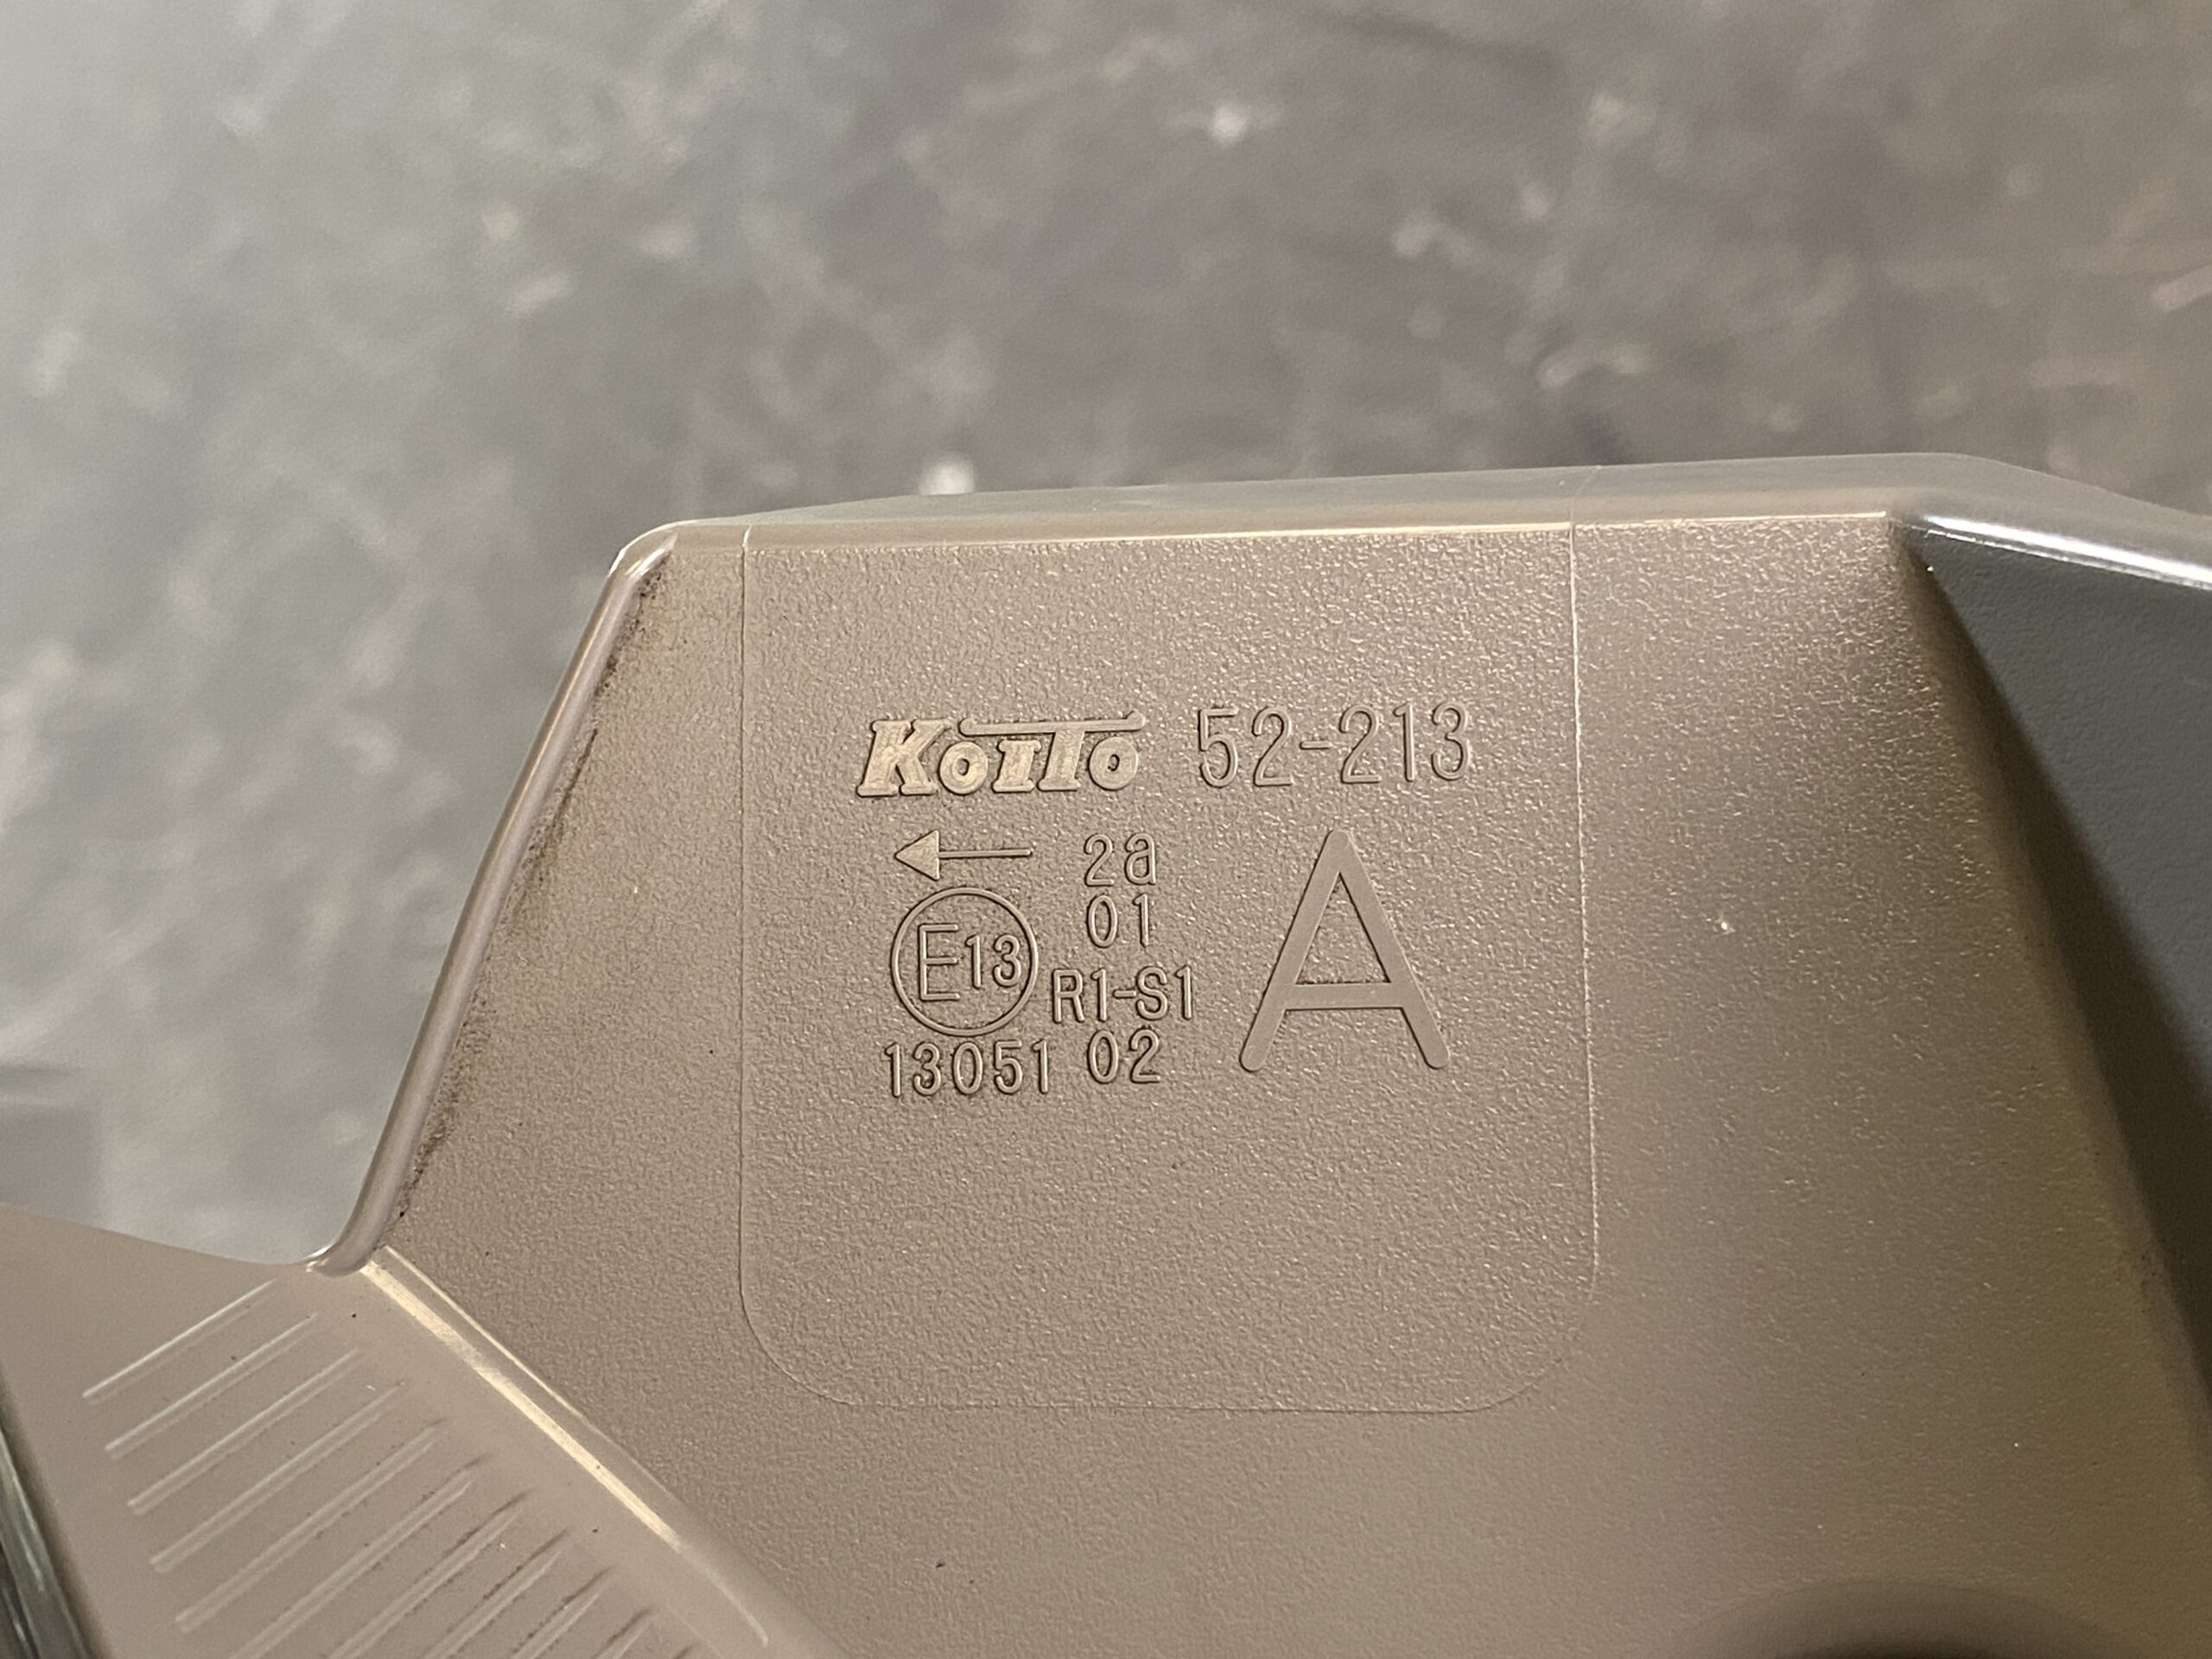 KOITO 52-213
← 2a
01
E13 R1-S1 A
13051 02